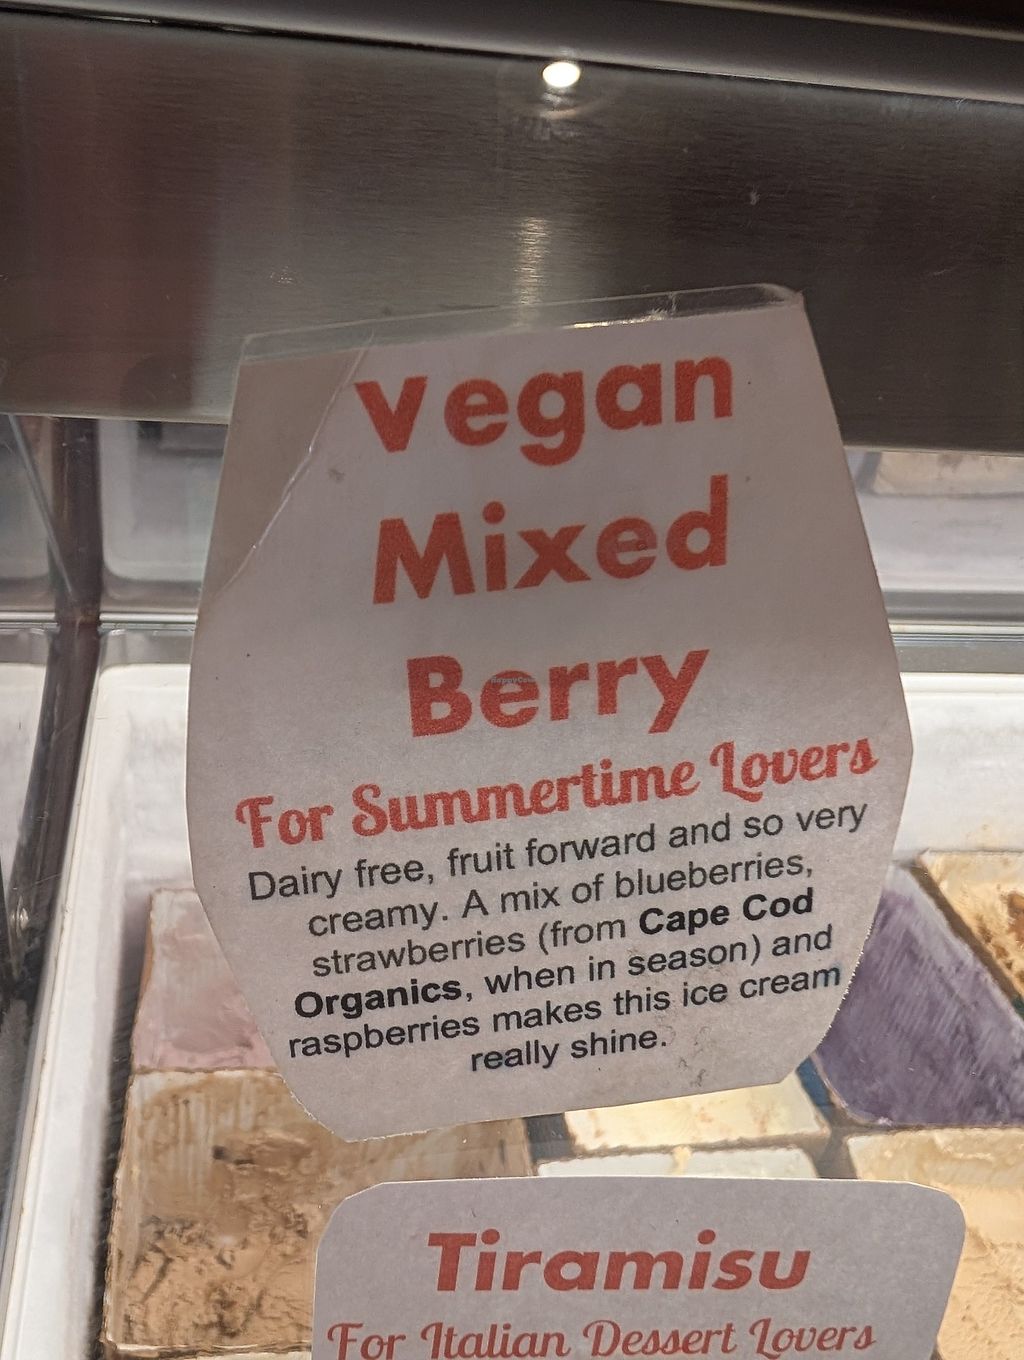 Vegan
Mixed
Berry
HappyCow
For Summertime Lovers
Dairy free, fruit forward and so very
creamy. A mix of blueberries,
strawberries (from Cape Cod
Organics, when in season) and
raspberries makes this ice cream
really shine.
Tiramisu
For Italian Dessert Lovers